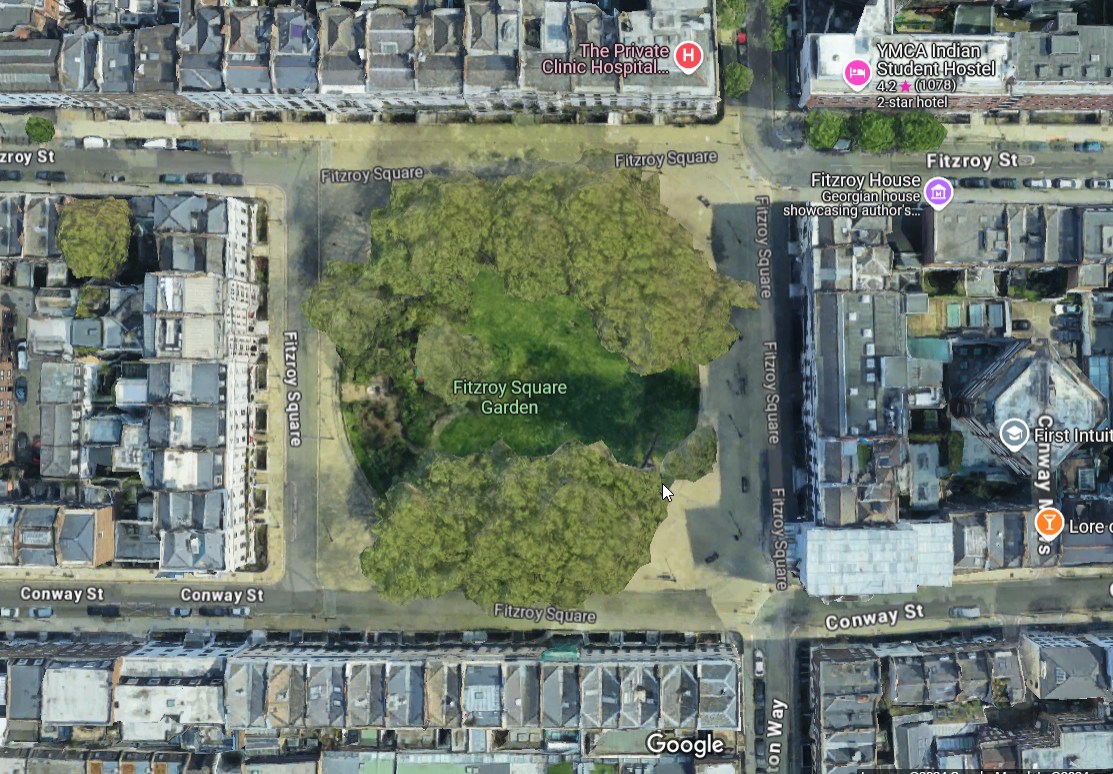 The Private
Clinic Hospital...
H
YMCA Indian
Student Hostel
4.2★(1078)
2-star hotel
zroy St
Fitzroy Square
Fitzroy Square
Fitzroy St
Fitzroy House
Georgian house
showcasing author's...
Fitzroy Square
Fitzroy Square
Fitzroy Square
Fitzroy Square
Fitzroy Square
Garden
First Intuit
Conway M
s
Lore
Conway St
Conway St
Fitzroy Square
Conway St
on Way
Google